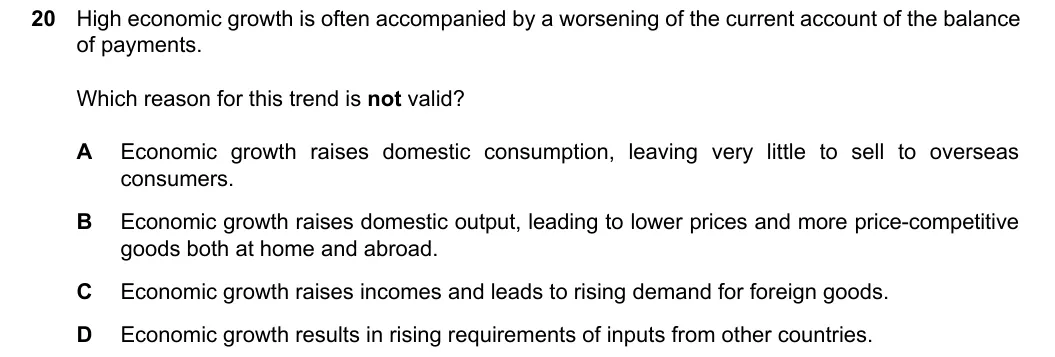 20 High economic growth is often accompanied by a worsening of the current account of the balance
of payments.
Which reason for this trend is not valid?
A Economic growth raises domestic consumption, leaving very little to sell to overseas
consumers.
B Economic growth raises domestic output, leading to lower prices and more price-competitive
goods both at home and abroad.
C Economic growth raises incomes and leads to rising demand for foreign goods.
D Economic growth results in rising requirements of inputs from other countries.